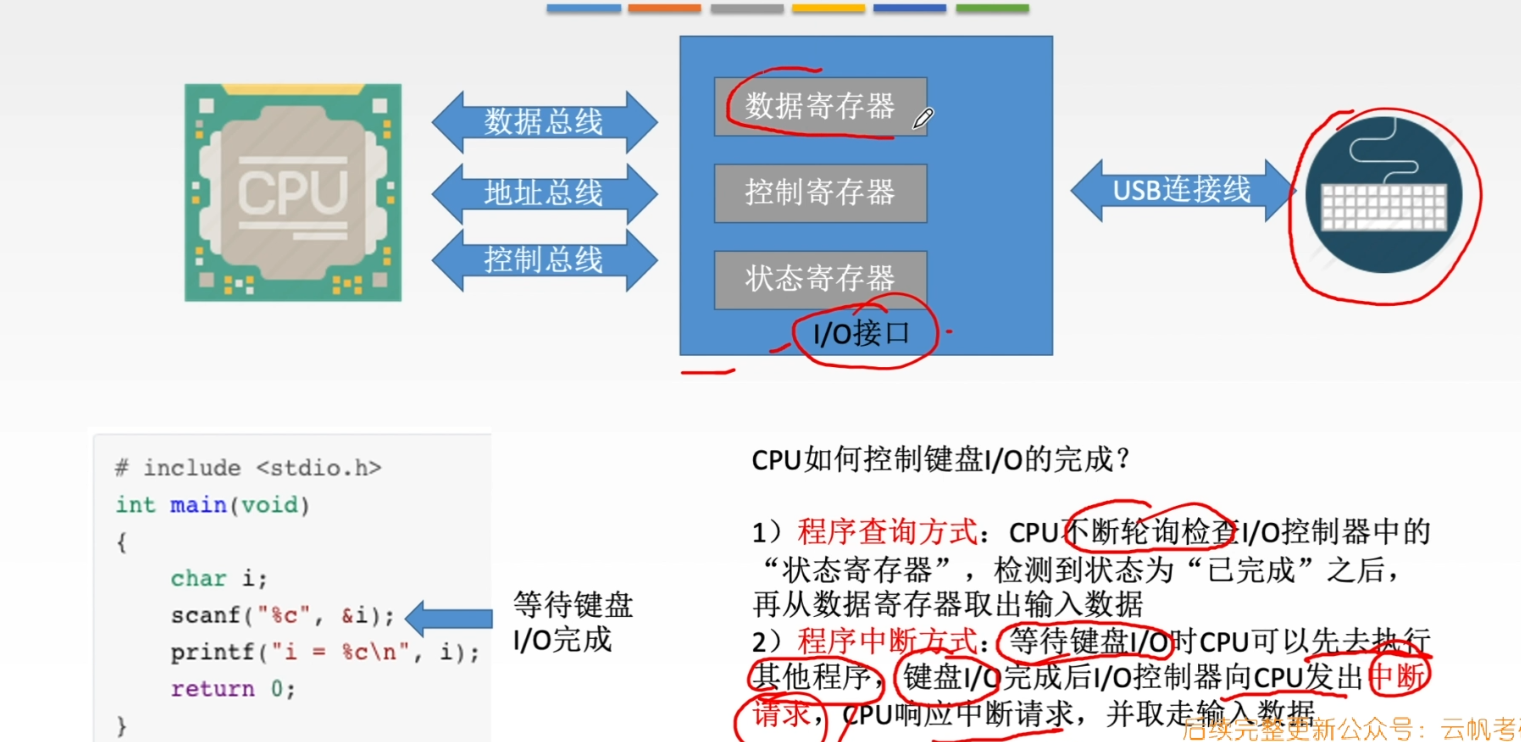 数据总线
地址总线
控制总线
CPU
数据寄存器
控制寄存器
状态寄存器
I/O接口
USB连接线
# include <stdio.h>
int main(void)
{
char i;
scanf("%c", &i);
printf("i = %c\n", i);
return 0;
}
等待键盘
I/O完成
CPU如何控制键盘I/O的完成？
1）程序查询方式：CPU不断轮询检查I/O控制器中的
“状态寄存器”，检测到状态为“已完成”之后，
再从数据寄存器取出输入数据
2）程序中断方式：等待键盘I/O时CPU可以先去执行
其他程序，键盘I/O完成后I/O控制器向CPU发出中断
请求，CPU响应中断请求，并取走输入数据
后续完整更新公众号：云帆考